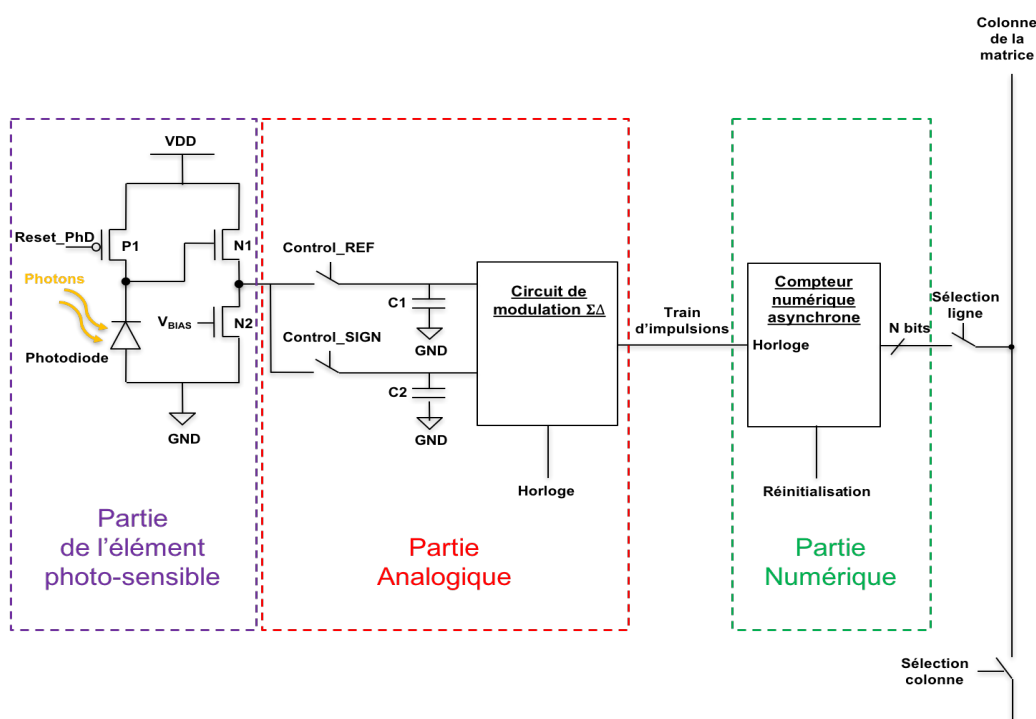 Colonne
de la
matrice
VDD
Reset_PhD
P1
N1
Photons
Control_REF
C1
Circuit de
modulation ΣΔ
Compteur
numérique
asynchrone
Sélection
ligne
Train
d'impulsions
N bits
Horloge
V_BIAS
N2
Photodiode
Control_SIGN
GND
C2
GND
GND
Horloge
Réinitialisation
Partie
de l'élément
photo-sensible
Partie
Analogique
Partie
Numérique
Sélection
colonne